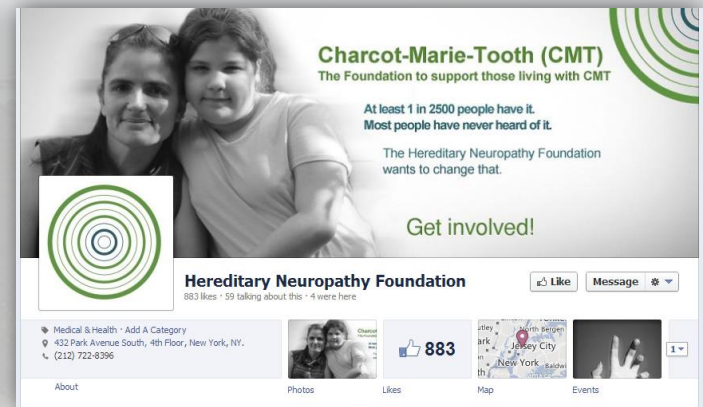 Charcot-Marie-Tooth (CMT)
The Foundation to support those living with CMT
At least 1 in 2500 people have it.
Most people have never heard of it.
The Hereditary Neuropathy Foundation
wants to change that.
Get involved!
Hereditary Neuropathy Foundation
883 likes · 59 talking about this · 4 were here
Like
Message
Medical & Health · Add A Category
432 Park Avenue South, 4th Floor, New York, NY.
(212) 722-8396
About
883
North Bergen
Jersey City
New York
1
Photos
Likes
Map
Events